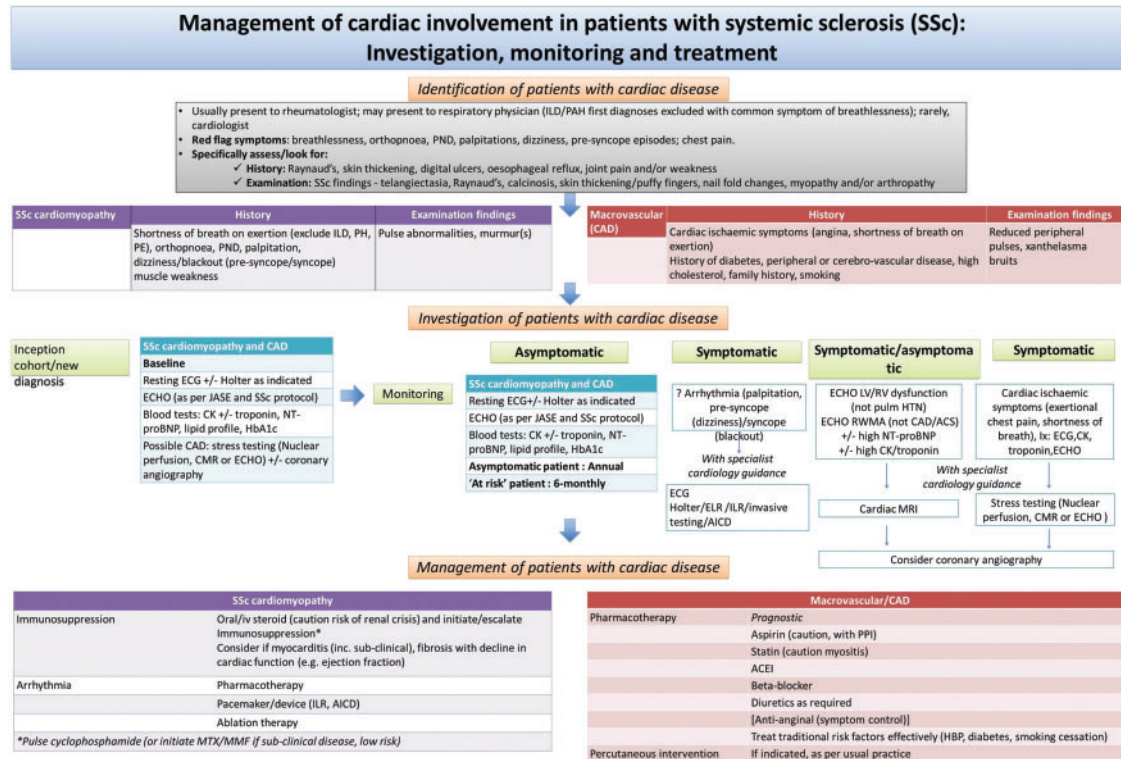 Management of cardiac involvement in patients with systemic sclerosis (SSc):
Investigation, monitoring and treatment
Identification of patients with cardiac disease
• Usually present to rheumatologist; may present to respiratory physician (ILD/PAH first diagnoses excluded with common symptom of breathlessness); rarely,
cardiologist
• Red flag symptoms: breathlessness, orthopnoea, PND, palpitations, dizziness, pre-syncope episodes; chest pain.
• Specifically assess/look for:
✓ History: Raynaud's, skin thickening, digital ulcers, oesophageal reflux, joint pain and/or weakness
✓ Examination: SSc findings - telangiectasia, Raynaud's, calcinosis, skin thickening/puffy fingers, nail fold changes, myopathy and/or arthropathy
SSc cardiomyopathy
History
Examination findings
Shortness of breath on exertion (exclude ILD, PH,
PE), orthopnoea, PND, palpitation,
dizziness/blackout (pre-syncope/syncope)
muscle weakness
Pulse abnormalities, murmur(s)
Macrovascular
(CAD)
History
Examination findings
Cardiac ischaemic symptoms (angina, shortness of breath on
exertion)
History of diabetes, peripheral or cerebro-vascular disease, high
cholesterol, family history, smoking
Reduced peripheral
pulses, xanthelasma
bruits
Investigation of patients with cardiac disease
Inception
cohort/new
diagnosis
SSc cardiomyopathy and CAD
Baseline
Resting ECG +/- Holter as indicated
ECHO (as per JASE and SSc protocol)
Blood tests: CK +/- troponin, NT-
proBNP, lipid profile, HbA1c
Possible CAD: stress testing (Nuclear
perfusion, CMR or ECHO) +/- coronary
angiography
Monitoring
Asymptomatic
SSc cardiomyopathy and CAD
Resting ECG+/- Holter as indicated
ECHO (as per JASE and SSc protocol)
Blood tests: CK +/- troponin, NT-
proBNP, lipid profile, HbA1c
Asymptomatic patient : Annual
'At risk' patient : 6-monthly
Symptomatic
? Arrhythmia (palpitation,
pre-syncope
(dizziness)/syncope
(blackout)
With specialist
cardiology guidance
ECG
Holter/ELR /ILR/invasive
testing/AICD
Symptomatic/asymptoma
tic
ECHO LV/RV dysfunction
(not pulm HTN)
ECHO RWMA (not CAD/ACS)
+/- high NT-proBNP
+/- high CK/troponin
Symptomatic
Cardiac ischaemic
symptoms (exertional
chest pain, shortness of
breath), Ix: ECG,CK,
troponin,ECHO
With specialist
cardiology guidance
Cardiac MRI
Stress testing (Nuclear
perfusion, CMR or ECHO )
Consider coronary angiography
Management of patients with cardiac disease
SSc cardiomyopathy
Immunosuppression
Oral/iv steroid (caution risk of renal crisis) and initiate/escalate
Immunosuppression*
Consider if myocarditis (inc. sub-clinical), fibrosis with decline in
cardiac function (e.g. ejection fraction)
Arrhythmia
Pharmacotherapy
Pacemaker/device (ILR, AICD)
Ablation therapy
*Pulse cyclophosphamide (or initiate MTX/MMF if sub-clinical disease, low risk)
Macrovascular/CAD
Pharmacotherapy
Prognostic
Aspirin (caution, with PPI)
Statin (caution myositis)
ACEI
Beta-blocker
Diuretics as required
[Anti-anginal (symptom control)]
Treat traditional risk factors effectively (HBP, diabetes, smoking cessation)
Percutaneous intervention
If indicated, as per usual practice